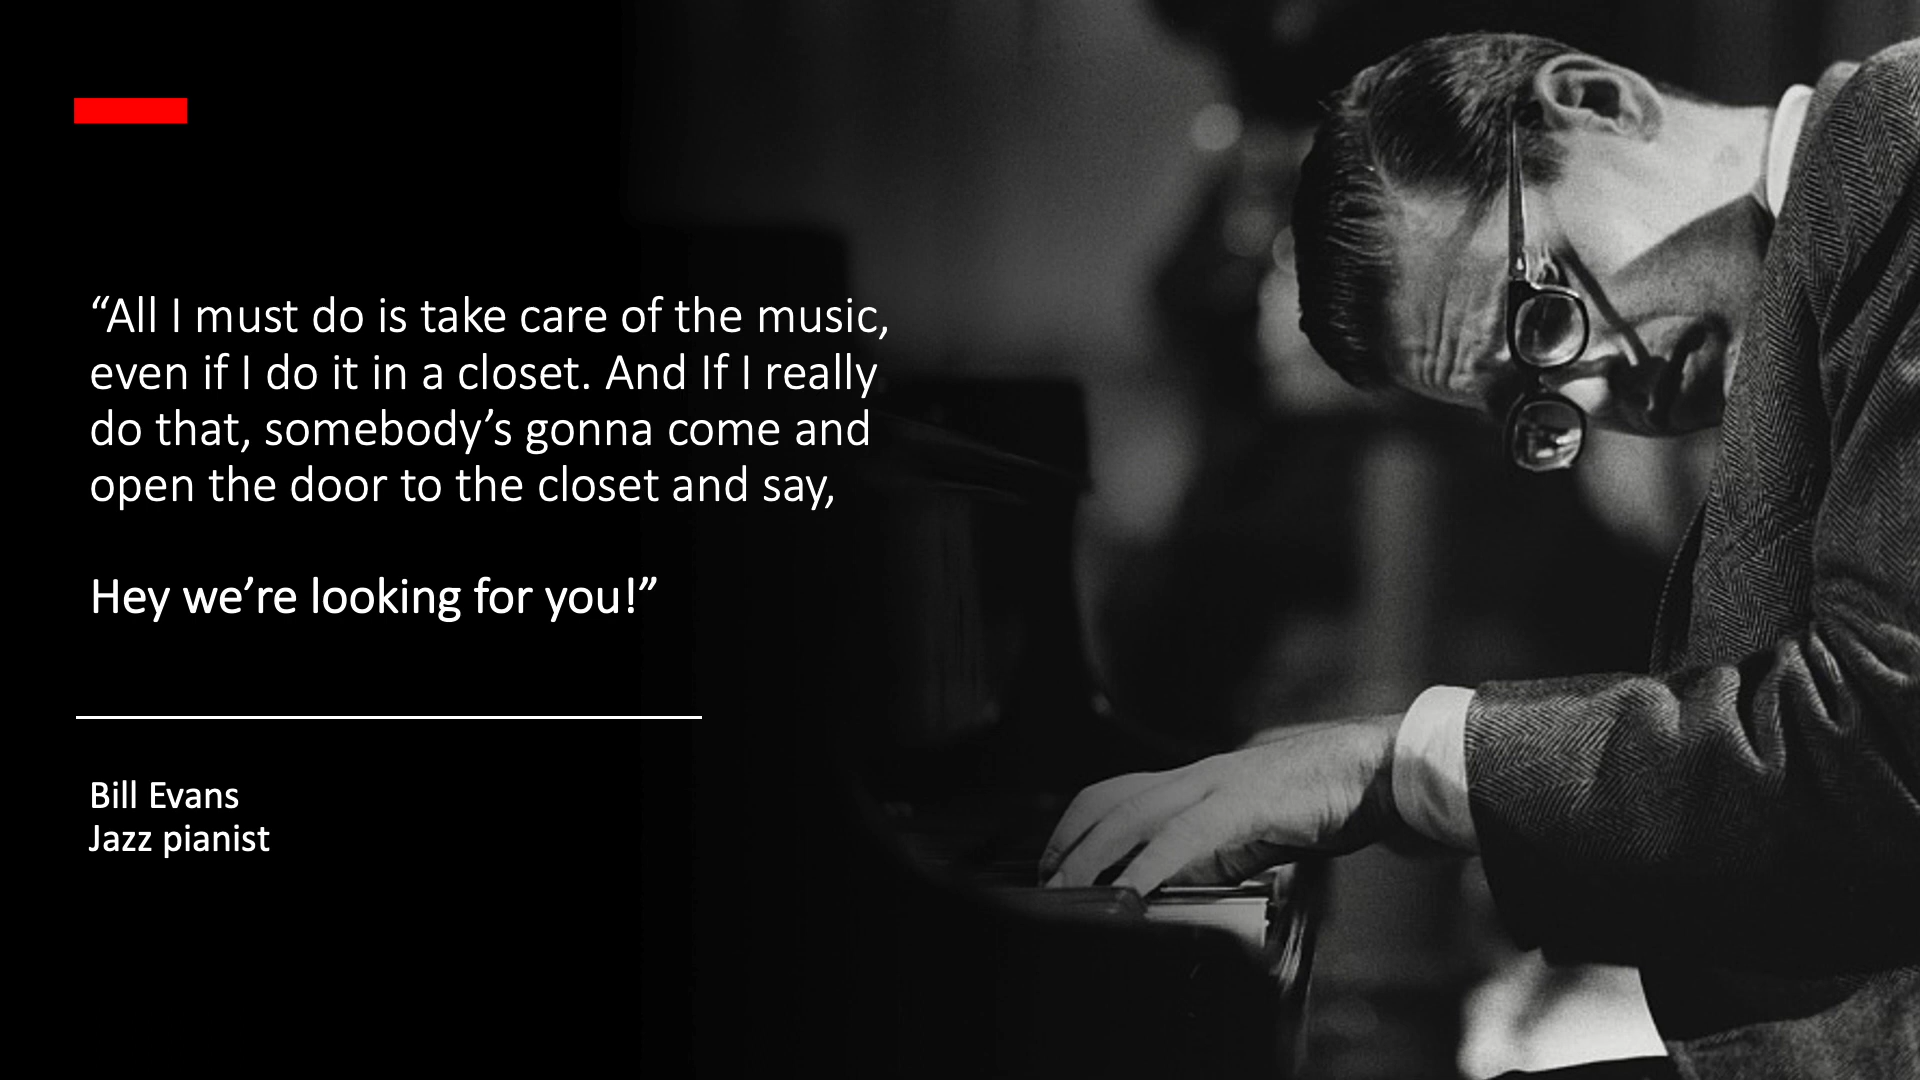 “All I must do is take care of the music,
even if I do it in a closet. And If I really
do that, somebody’s gonna come and
open the door to the closet and say,
Hey we’re looking for you!”
Bill Evans
Jazz pianist